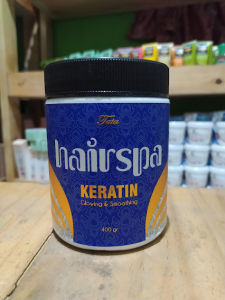 Tata
hairspa
KERATIN
Glowing & Smoothing
400 gr